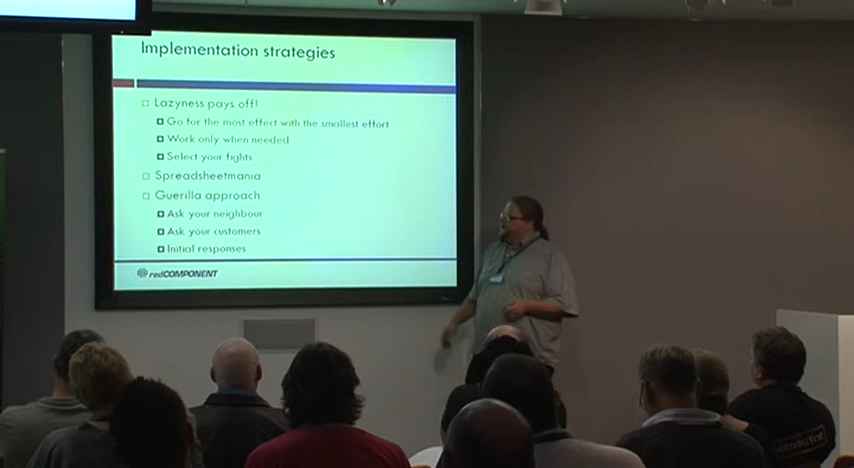 Implementation strategies
Lazyness pays off!
Go for the most effect with the smallest effort
Work only when needed
Select your fights
Spreadsheetmania
Guerilla approach
Ask your neighbour
Ask your customers
Initial responses
redCOMPONENT